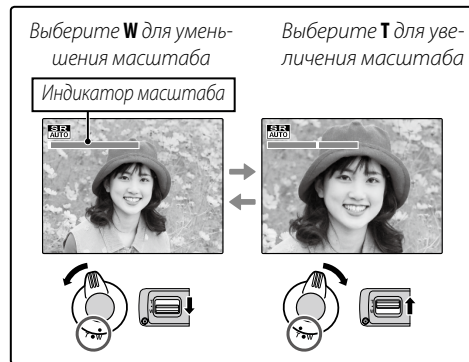 Выберите W для умень-
шения масштаба
Выберите T для уве-
личения масштаба
Индикатор масштаба
SR
AUTO
SR
AUTO
T W
T W